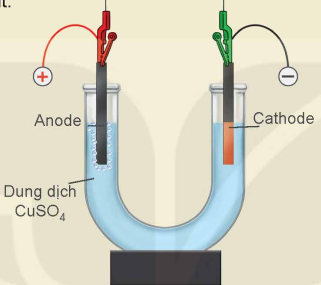 +
−
Anode
Cathode
Dung dịch
CuSO₄